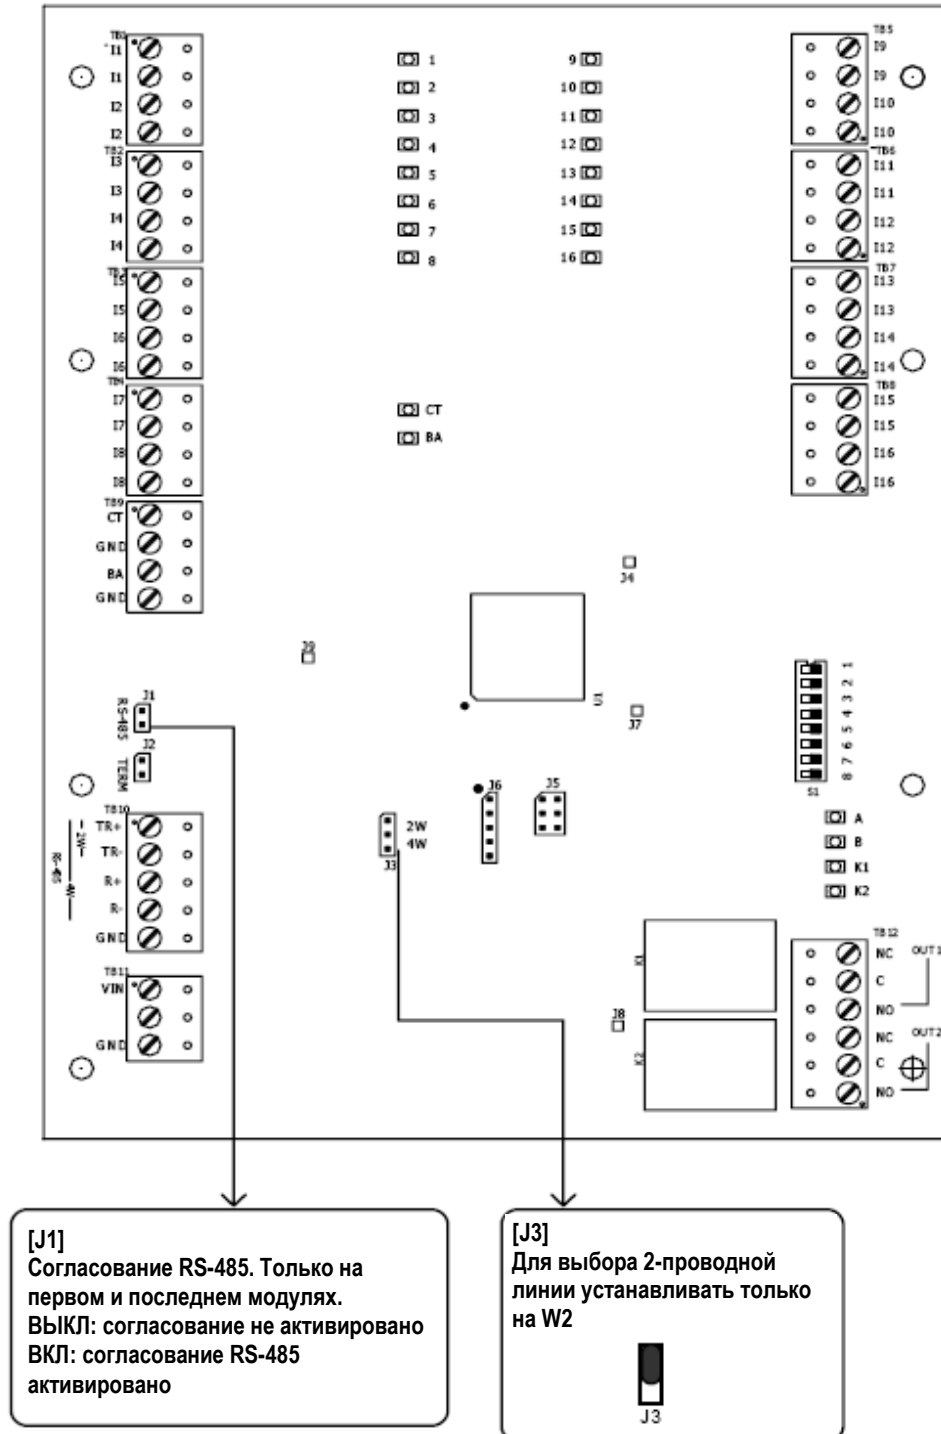 TB1
I1
I1
I2
I2
TB2
I3
I3
I4
I4
TB3
I5
I5
I6
I6
TB4
I7
I7
I8
I8
TB9
CT
GND
BA
GND
1
2
3
4
5
6
7
8
9
10
11
12
13
14
15
16
CT
BA
TB5
I9
I9
I10
I10
TB6
I11
I11
I12
I12
TB7
I13
I13
I14
I14
TB8
I15
I15
I16
I16
J4
J9
U1
J7
1
2
3
4
5
6
7
8
S1
J1
RS-485
J2
TERM
TB10
TR+
TR-
R+
R-
GND
2W
4W
RS-485
TB11
VIN
GND
2W
4W
J3
J6
J5
A
B
K1
K2
K1
K2
J8
TB12
NC
C
NO
NC
C
NO
OUT1
OUT2
[J1]
Согласование RS-485. Только на
первом и последнем модулях.
ВЫКЛ: согласование не активировано
ВКЛ: согласование RS-485
активировано
[J3]
Для выбора 2-проводной
линии устанавливать только
на W2
J3